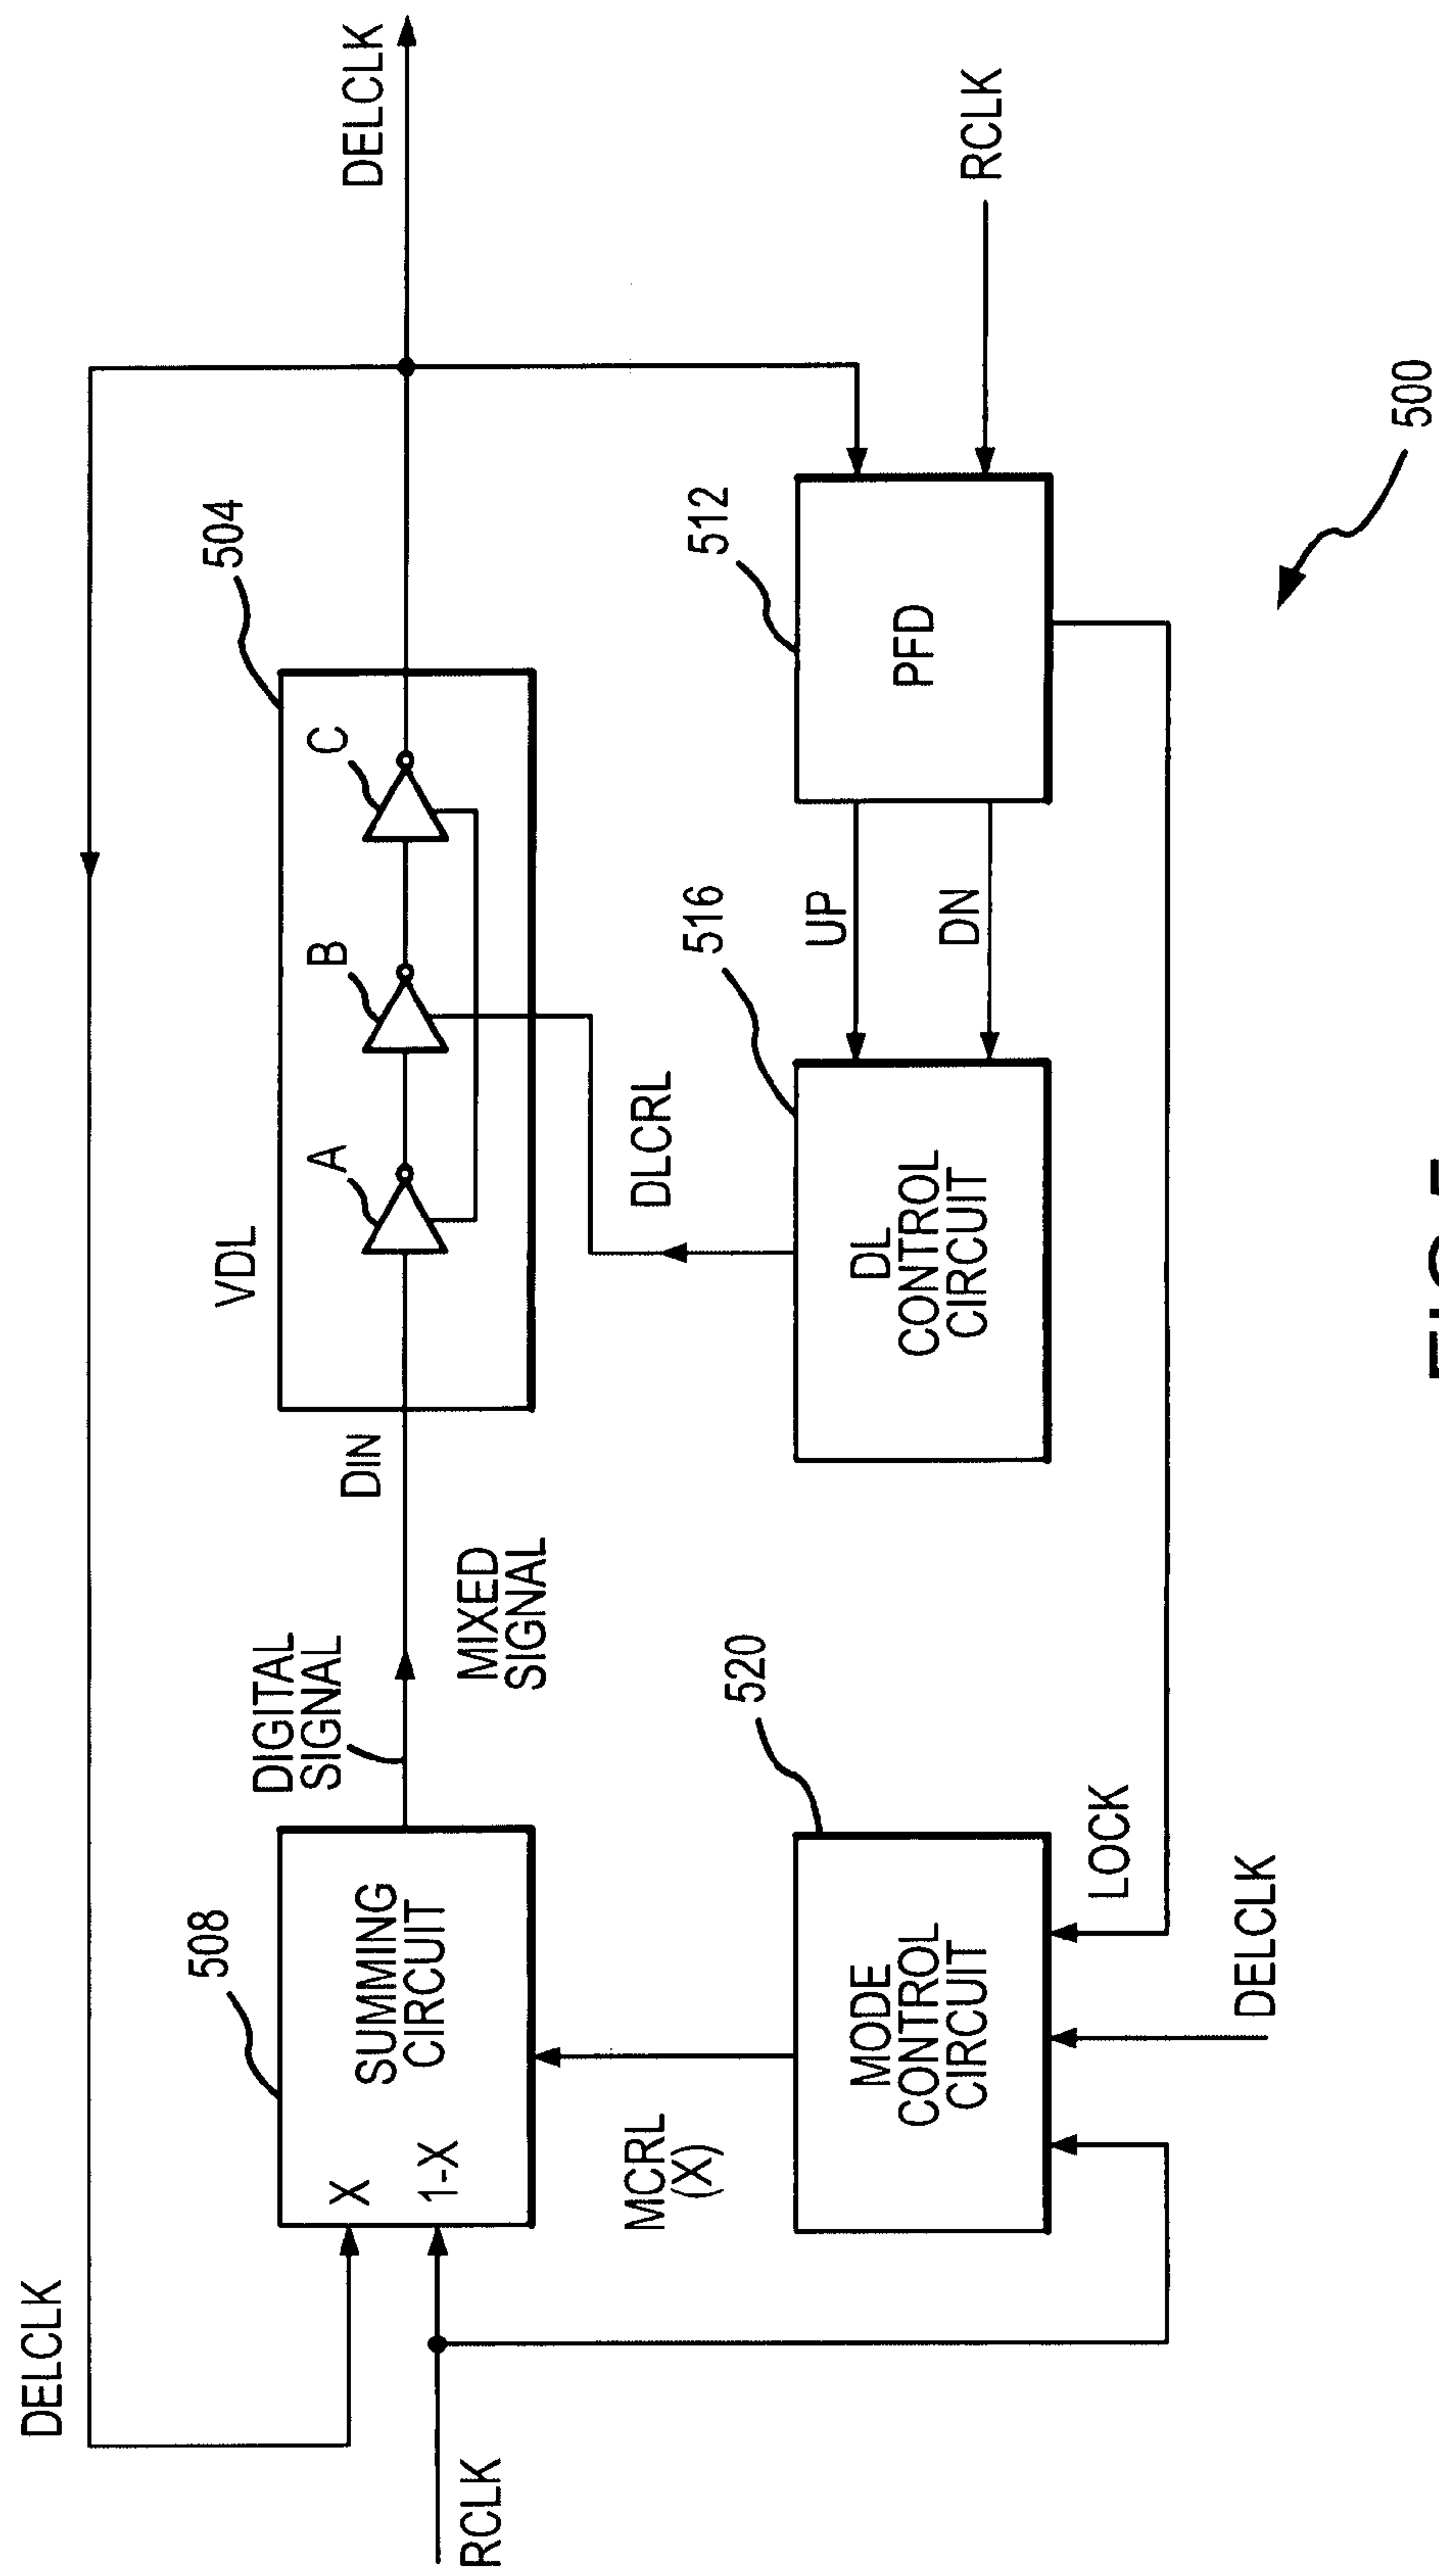 DELCLK
DELCLK
504
VDL
A
B
C
508
DIGITAL
SIGNAL
DIN
X
1-X
SUMMING
CIRCUIT
MIXED
SIGNAL
RCLK
MCRL
(X)
DLCRL
520
516
512
MODE
CONTROL
CIRCUIT
DL
CONTROL
CIRCUIT
UP
DN
PFD
RCLK
LOCK
DELCLK
500